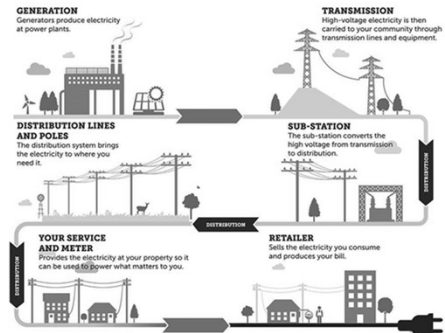 GENERATION
Generators produce electricity
at power plants.
TRANSMISSION
High-voltage electricity is then
carried to your community through
transmission lines and equipment.
DISTRIBUTION LINES
AND POLES
The distribution system brings
the electricity to where you
need it.
SUB-STATION
The sub-station converts the
high voltage from transmission
to distribution.
DISTRIBUTION
DISTRIBUTION
DISTRIBUTION
YOUR SERVICE
AND METER
Provides the electricity at your property so it
can be used to power what matters to you.
RETAILER
Sells the electricity you consume
and produces your bill.